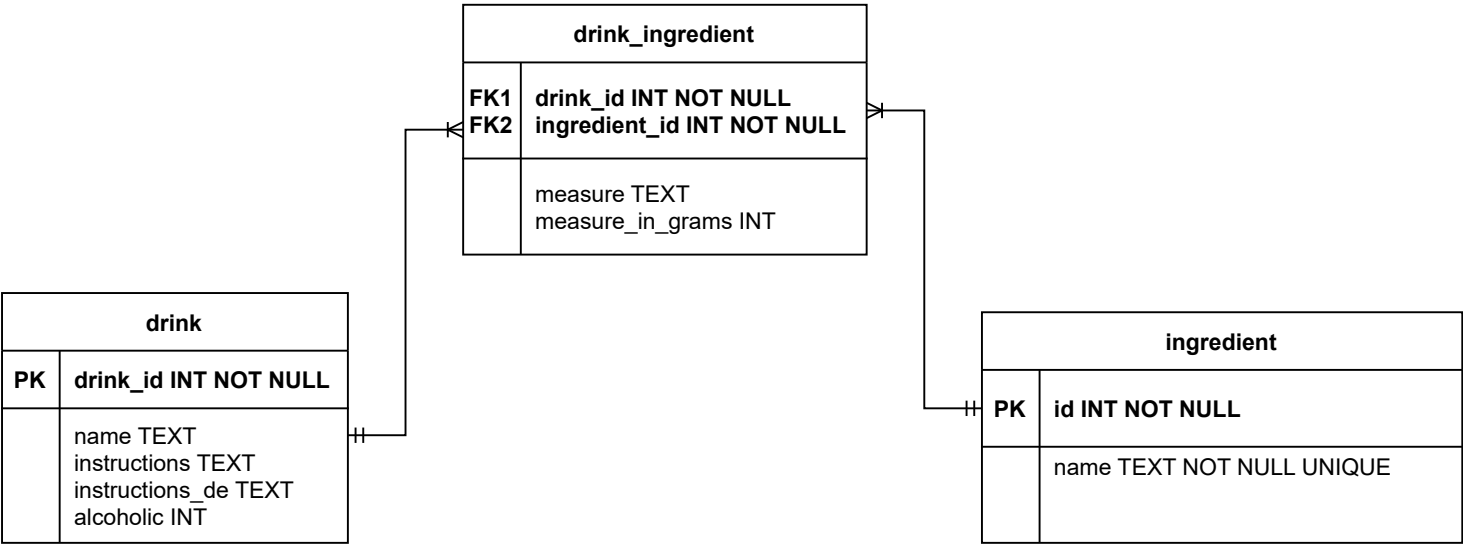 drink_ingredient
FK1 drink_id INT NOT NULL
FK2 ingredient_id INT NOT NULL
measure TEXT
measure_in_grams INT
drink
PK drink_id INT NOT NULL
name TEXT
instructions TEXT
instructions_de TEXT
alcoholic INT
ingredient
PK id INT NOT NULL
name TEXT NOT NULL UNIQUE